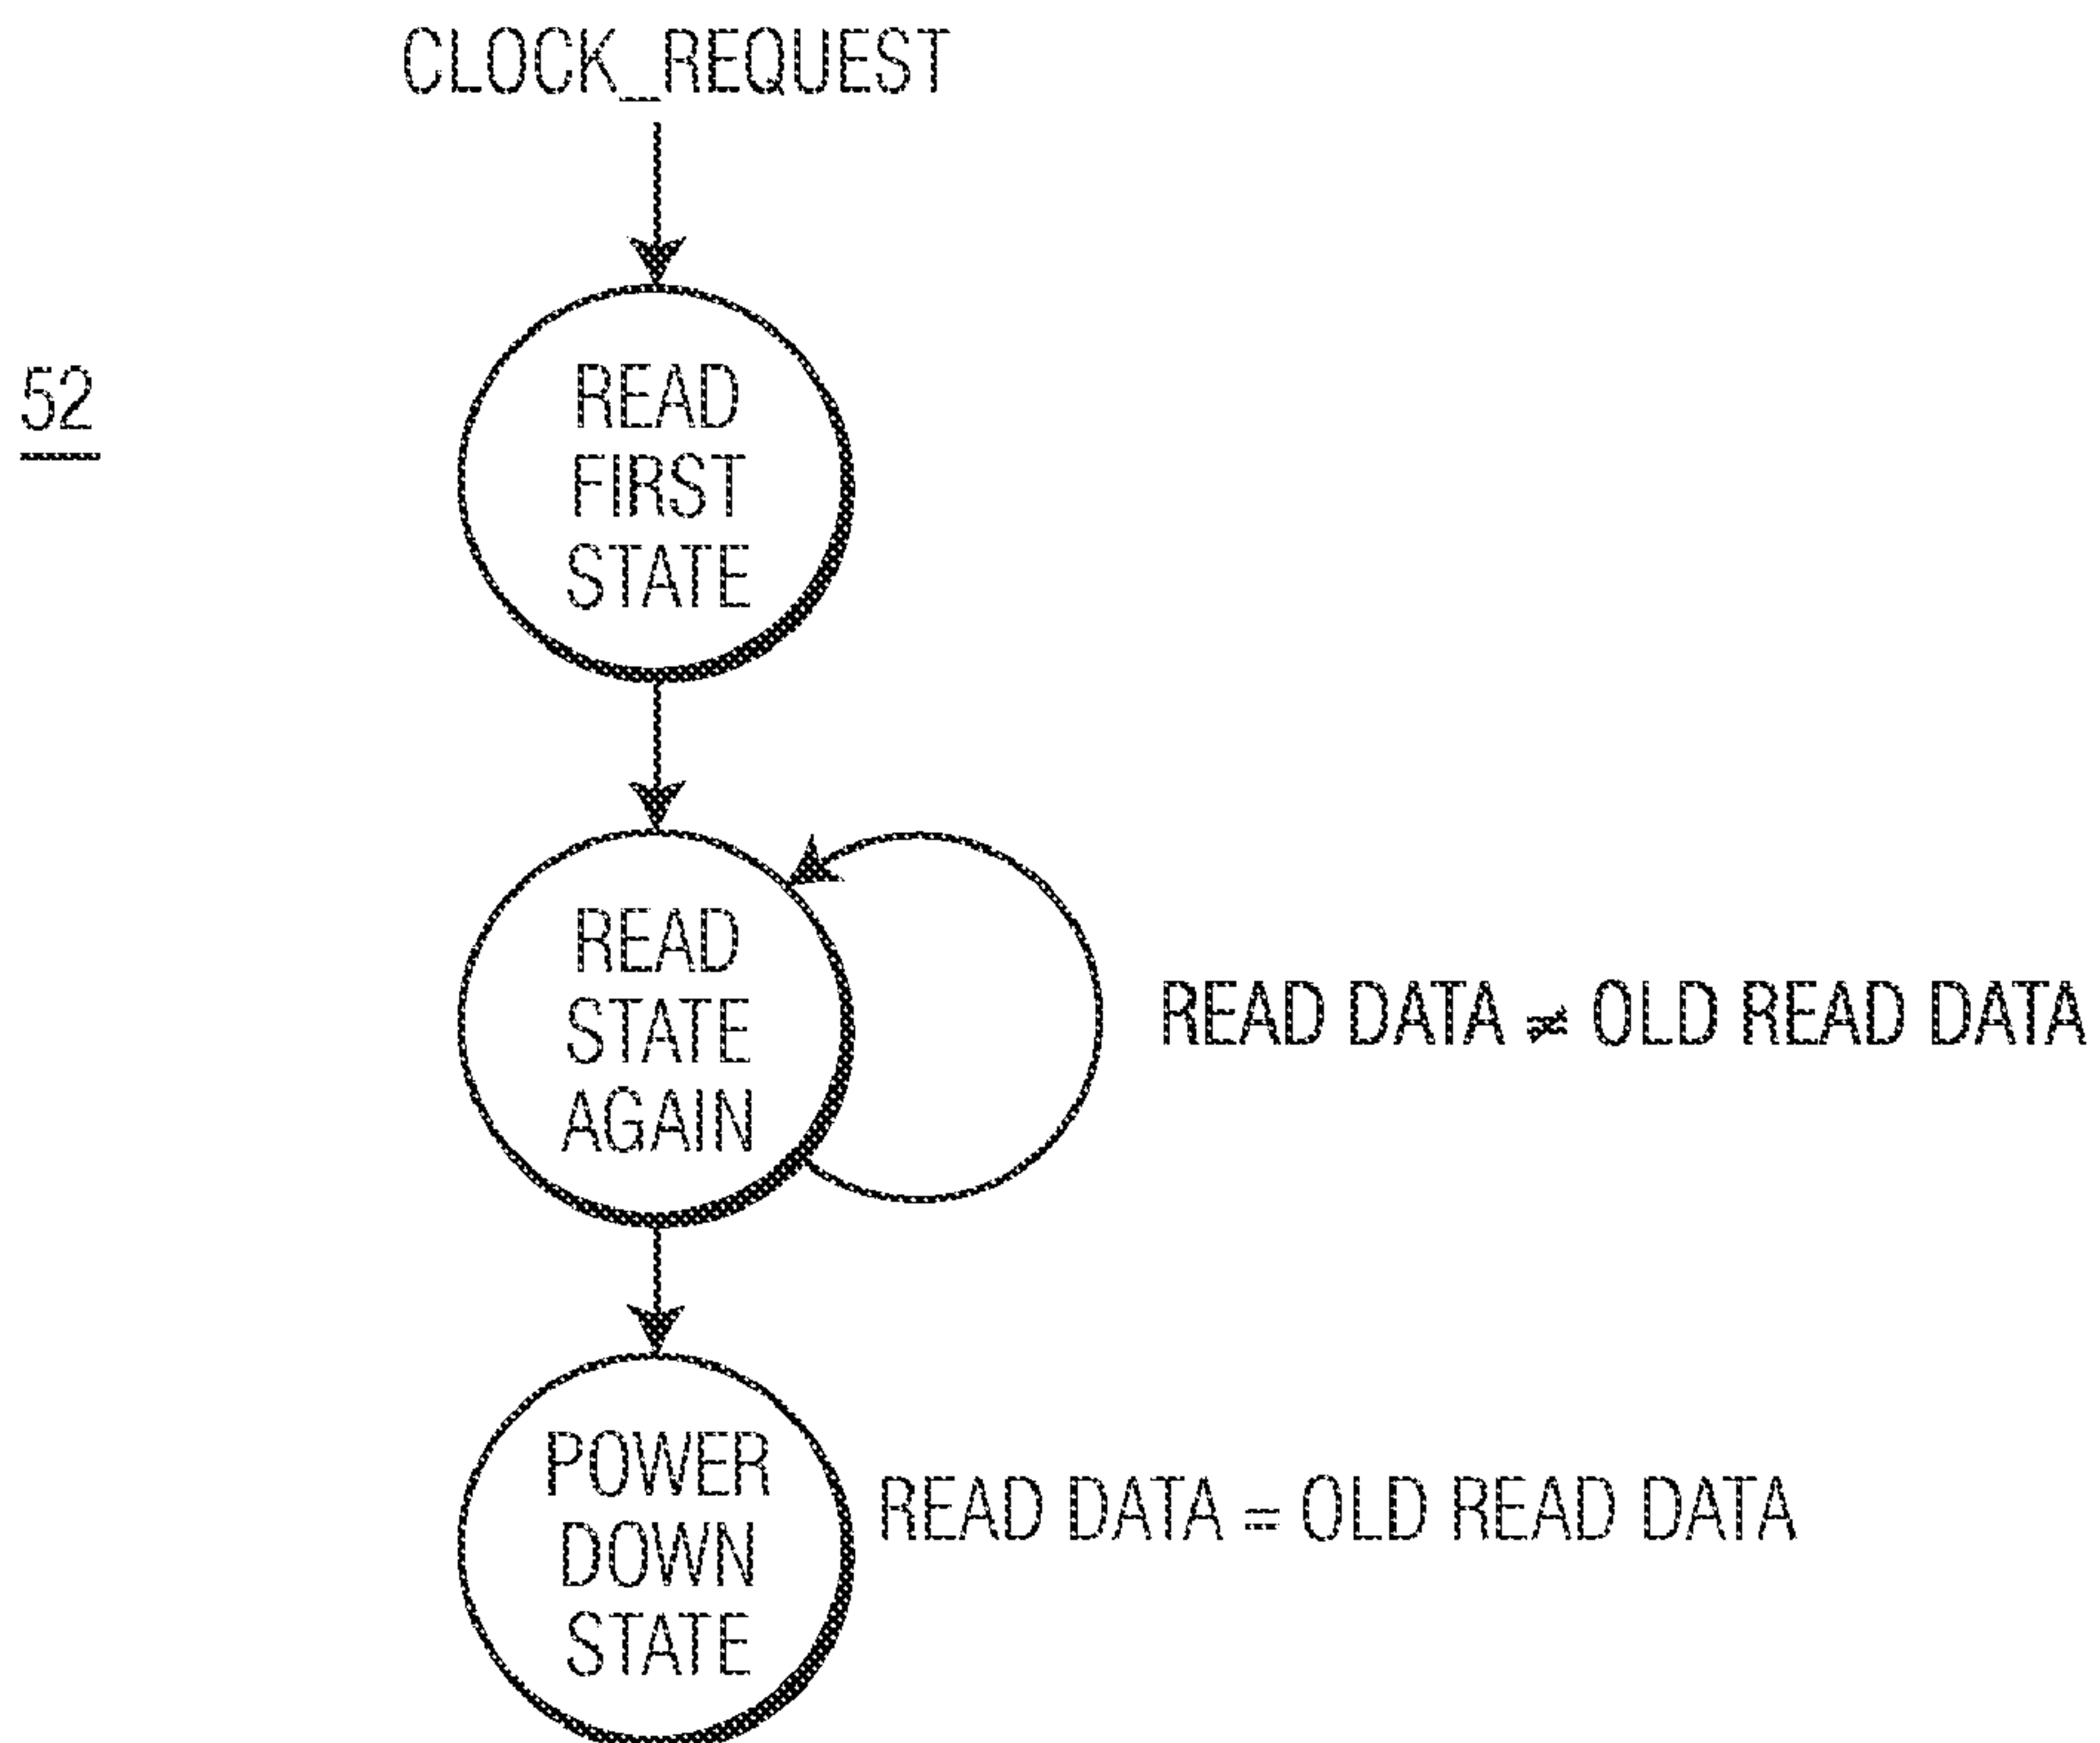 CLOCK_REQUEST
52
READ
FIRST
STATE
READ
STATE
AGAIN
READ DATA ≠ OLD READ DATA
POWER
DOWN
STATE
READ DATA = OLD READ DATA